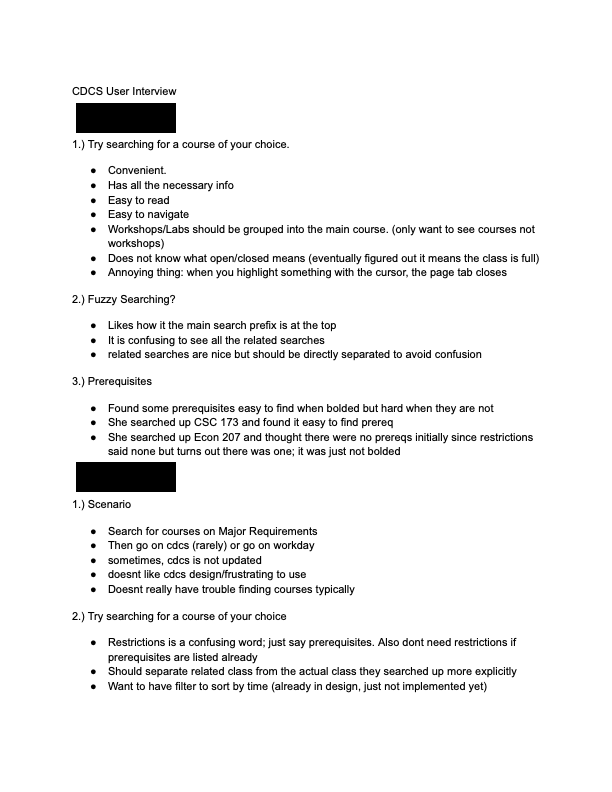 CDCS User Interview
1.) Try searching for a course of your choice.
● Convenient.
● Has all the necessary info
● Easy to read
● Easy to navigate
● Workshops/Labs should be grouped into the main course. (only want to see courses not
workshops)
● Does not know what open/closed means (eventually figured out it means the class is full)
● Annoying thing: when you highlight something with the cursor, the page tab closes
2.) Fuzzy Searching?
● Likes how it the main search prefix is at the top
● It is confusing to see all the related searches
● related searches are nice but should be directly separated to avoid confusion
3.) Prerequisites
● Found some prerequisites easy to find when bolded but hard when they are not
● She searched up CSC 173 and found it easy to find prereq
● She searched up Econ 207 and thought there were no prereqs initially since restrictions
said none but turns out there was one; it was just not bolded
1.) Scenario
● Search for courses on Major Requirements
● Then go on cdcs (rarely) or go on workday
● sometimes, cdcs is not updated
● doesnt like cdcs design/frustrating to use
● Doesnt really have trouble finding courses typically
2.) Try searching for a course of your choice
● Restrictions is a confusing word; just say prerequisites. Also dont need restrictions if
prerequisites are listed already
● Should separate related class from the actual class they searched up more explicitly
● Want to have filter to sort by time (already in design, just not implemented yet)